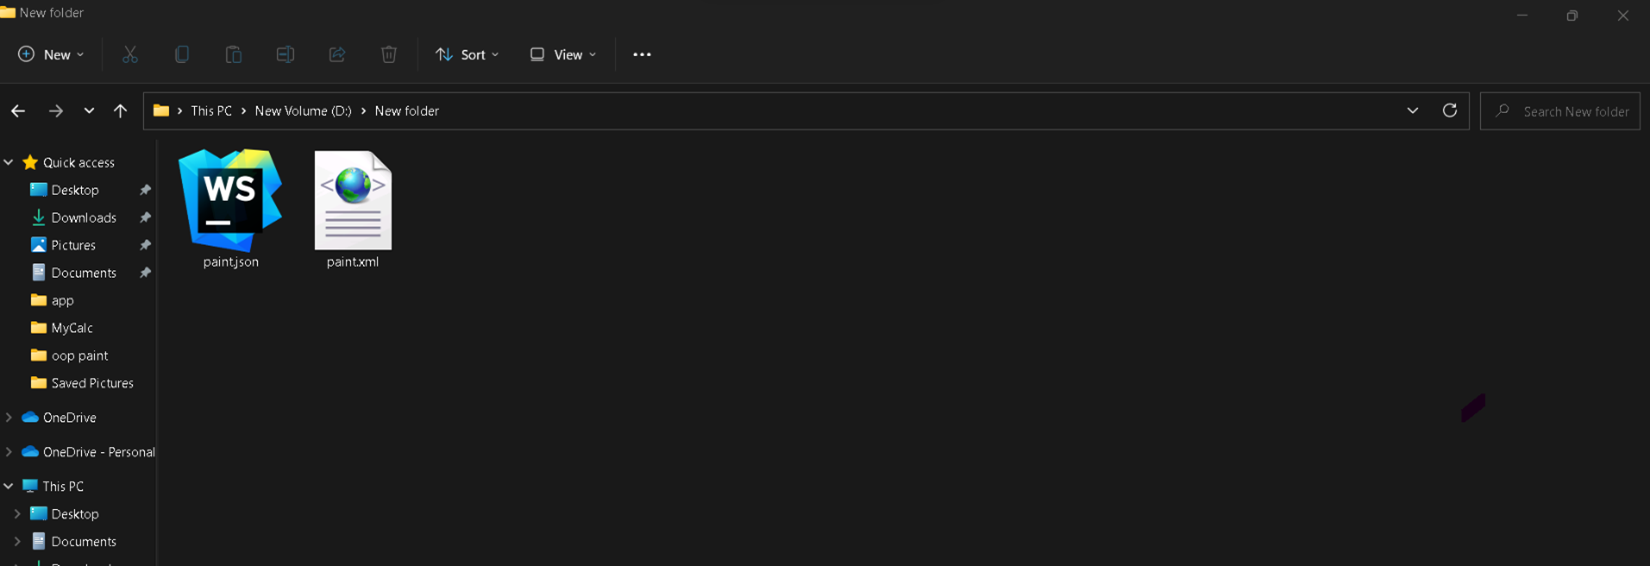 New folder
New
Sort
View
This PC > New Volume (D:) > New folder
Search New folder
Quick access
Desktop
Downloads
Pictures
Documents
app
MyCalc
oop paint
Saved Pictures
OneDrive
OneDrive - Personal
This PC
Desktop
Documents
WS
paint.json
paint.xml